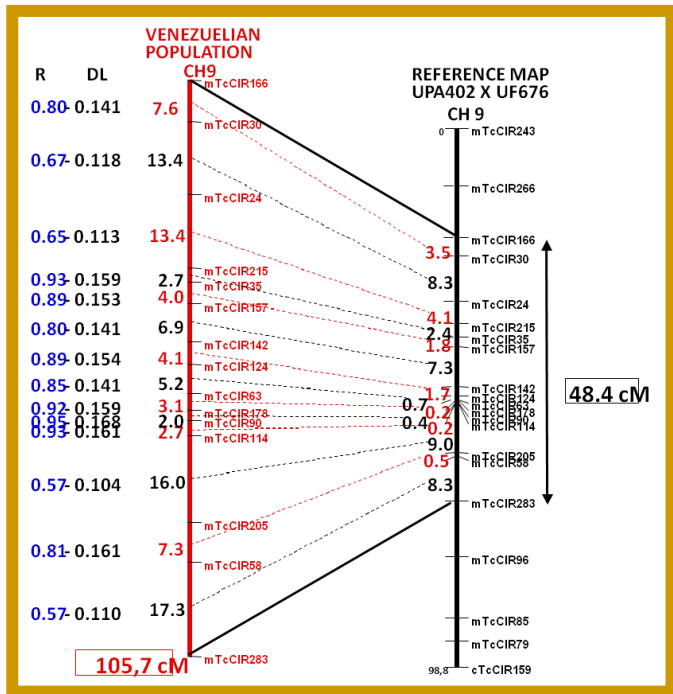 VENEZUELIAN
POPULATION
CH9
R DL
REFERENCE MAP
UPA402 X UF676
CH 9
0.80- 0.141
0.67- 0.118
0.65- 0.113
0.93- 0.159
0.89- 0.153
0.80- 0.141
0.89- 0.154
0.85- 0.141
0.92- 0.159
0.95- 0.168
0.93- 0.161
0.57- 0.104
0.81- 0.161
0.57- 0.110
7.6
13.4
13.4
2.7
4.0
6.9
4.1
5.2
3.1
2.0
2.7
16.0
7.3
17.3
105,7 cM
mTcCIR166
mTcCIR30
mTcCIR24
mTcCIR215
mTcCIR35
mTcCIR157
mTcCIR142
mTcCIR124
mTcCIR63
mTcCIR178
mTcCIR90
mTcCIR114
mTcCIR205
mTcCIR58
mTcCIR283
3.5
8.3
4.1
2.4
1.8
7.3
1.7
0.7
0.2
0.4
0.2
9.0
0.5
8.3
0
98,8
mTcCIR243
mTcCIR266
mTcCIR166
mTcCIR30
mTcCIR24
mTcCIR215
mTcCIR35
mTcCIR157
mTcCIR142
mTcCIR124
mTcCIR63
mTcCIR178
mTcCIR90
mTcCIR114
mTcCIR205
mTcCIR58
mTcCIR283
mTcCIR96
mTcCIR85
mTcCIR79
cTcCIR159
48.4 cM